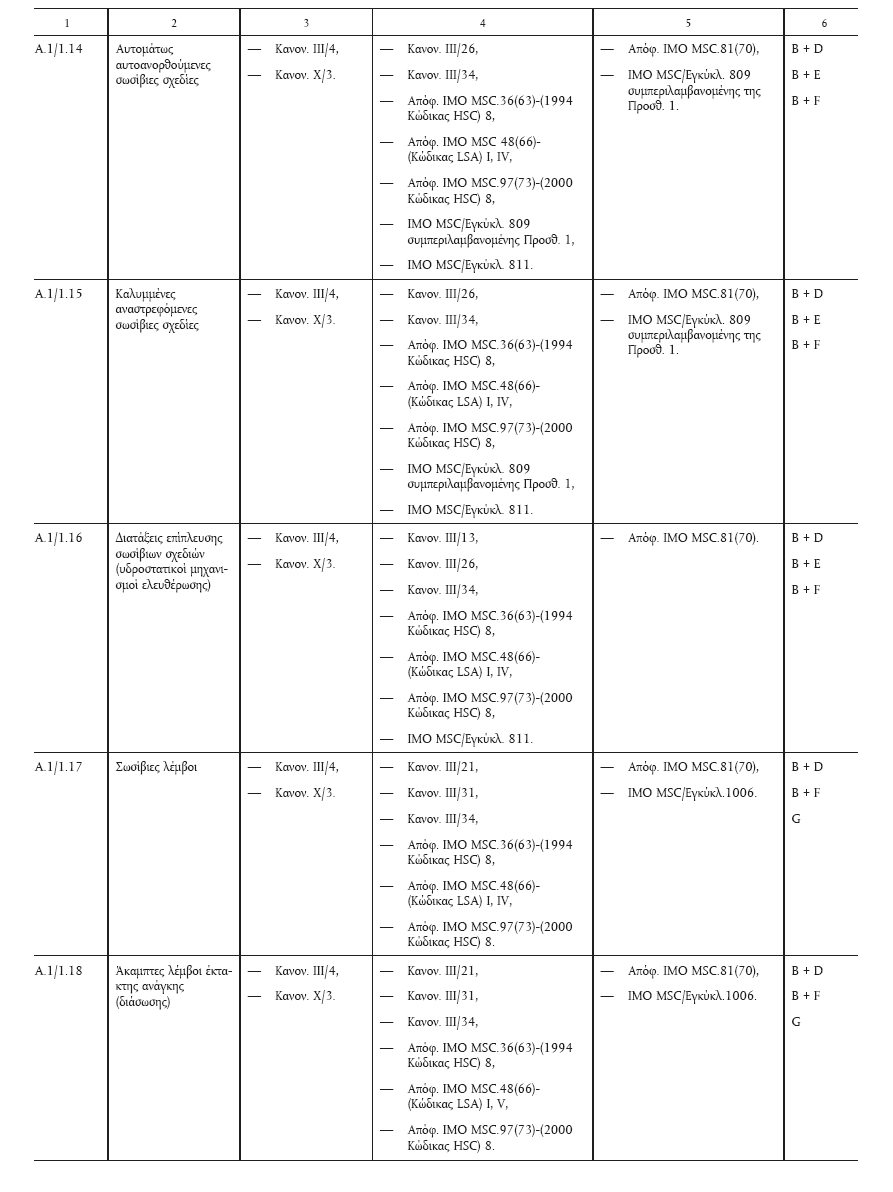 1 2 3 4 5 6
A.1/1.14
Αυτομάτως
αυτοανορθούμενες
σωσίβιες σχεδίες
— Κανον. III/4,
— Κανον. X/3.
— Κανον. III/26,
— Κανον. III/34,
— Απόφ. IMO MSC.36(63)-(1994
Κώδικας HSC) 8,
— Απόφ. IMO MSC 48(66)-
(Κώδικας LSA) I, IV,
— Απόφ. IMO MSC.97(73)-(2000
Κώδικας HSC) 8,
— IMO MSC/Εγκύκλ. 809
συμπεριλαμβανομένης Προσθ. 1,
— IMO MSC/Εγκύκλ. 811.
— Απόφ. IMO MSC.81(70),
— IMO MSC/Εγκύκλ. 809
συμπεριλαμβανομένης της
Προσθ. 1.
B + D
B + E
B + F
A.1/1.15
Καλυμμένες
αναστρεφόμενες
σωσίβιες σχεδίες
— Κανον. III/4,
— Κανον. X/3.
— Κανον. III/26,
— Κανον. III/34,
— Απόφ. IMO MSC.36(63)-(1994
Κώδικας HSC) 8,
— Απόφ. IMO MSC.48(66)-
(Κώδικας LSA) I, IV,
— Απόφ. IMO MSC.97(73)-(2000
Κώδικας HSC) 8,
— IMO MSC/Εγκύκλ. 809
συμπεριλαμβανομένης Προσθ. 1,
— IMO MSC/Εγκύκλ. 811.
— Απόφ. IMO MSC.81(70),
— IMO MSC/Εγκύκλ. 809
συμπεριλαμβανομένης της
Προσθ. 1.
B + D
B + E
B + F
A.1/1.16
Διατάξεις επίπλευσης
σωσίβιων σχεδιών
(υδροστατικοί μηχανι-
σμοί ελευθέρωσης)
— Κανον. III/4,
— Κανον. X/3.
— Κανον. III/13,
— Κανον. III/26,
— Κανον. III/34,
— Απόφ. IMO MSC.36(63)-(1994
Κώδικας HSC) 8,
— Απόφ. IMO MSC.48(66)-
(Κώδικας LSA) I, IV,
— Απόφ. IMO MSC.97(73)-(2000
Κώδικας HSC) 8,
— IMO MSC/Εγκύκλ. 811.
— Απόφ. IMO MSC.81(70).
B + D
B + E
B + F
A.1/1.17
Σωσίβιες λέμβοι
— Κανον. III/4,
— Κανον. X/3.
— Κανον. III/21,
— Κανον. III/31,
— Κανον. III/34,
— Απόφ. IMO MSC.36(63)-(1994
Κώδικας HSC) 8,
— Απόφ. IMO MSC.48(66)-
(Κώδικας LSA) I, IV,
— Απόφ. IMO MSC.97(73)-(2000
Κώδικας HSC) 8.
— Απόφ. IMO MSC.81(70),
— IMO MSC/Εγκύκλ.1006.
B + D
B + F
G
A.1/1.18
Άκαμπτες λέμβοι έκτα-
κτης ανάγκης
(διάσωσης)
— Κανον. III/4,
— Κανον. X/3.
— Κανον. III/21,
— Κανον. III/31,
— Κανον. III/34,
— Απόφ. IMO MSC.36(63)-(1994
Κώδικας HSC) 8,
— Απόφ. IMO MSC.48(66)-
(Κώδικας LSA) I, V,
— Απόφ. IMO MSC.97(73)-(2000
Κώδικας HSC) 8.
— Απόφ. IMO MSC.81(70),
— IMO MSC/Εγκύκλ.1006.
B + D
B + F
G